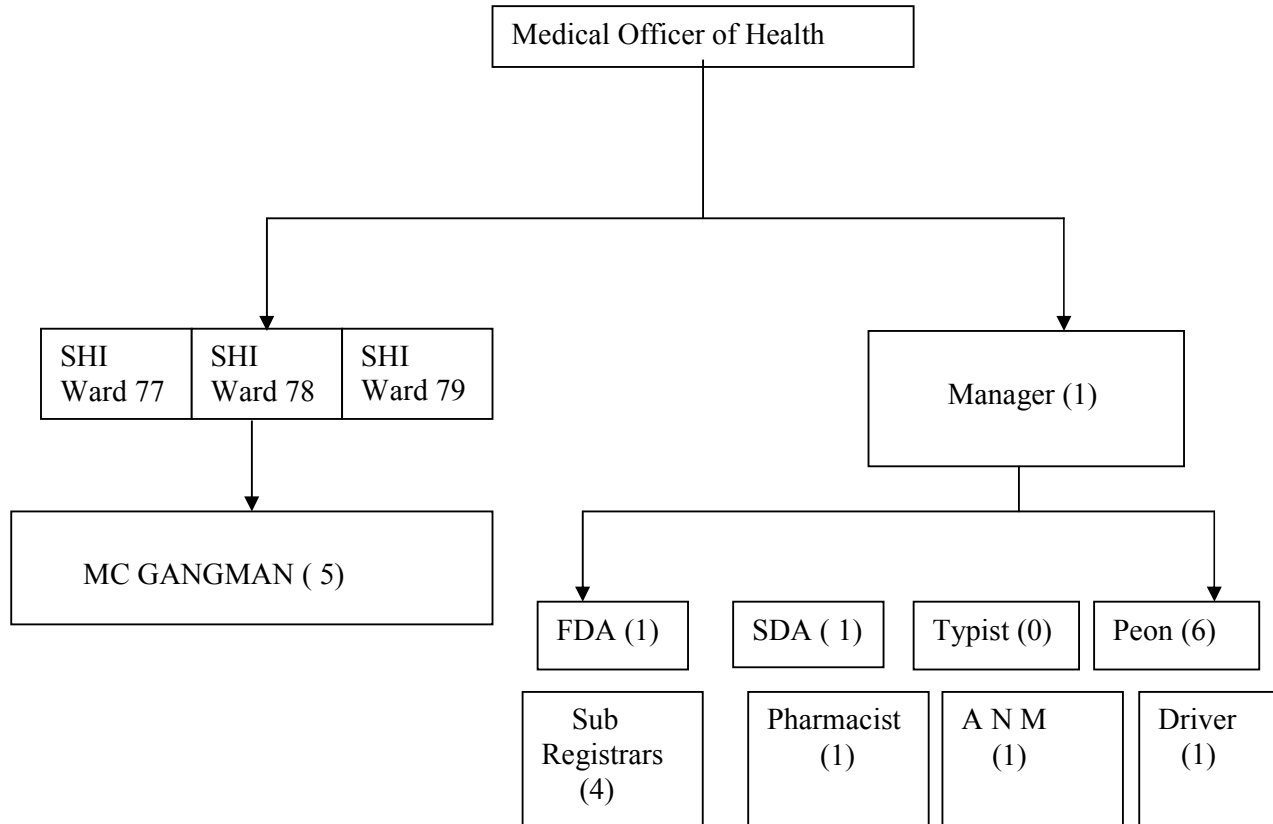 Medical Officer of Health
SHI
Ward 77
SHI
Ward 78
SHI
Ward 79
Manager (1)
MC GANGMAN ( 5)
FDA (1)
SDA ( 1)
Typist (0)
Peon (6)
Sub
Registrars
(4)
Pharmacist
(1)
A N M
(1)
Driver
(1)